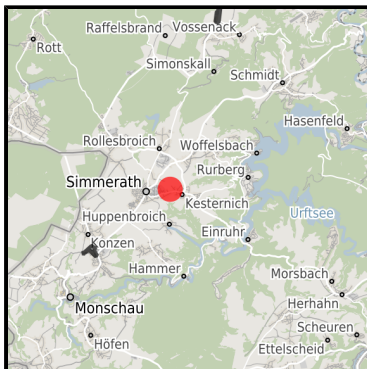 Raffelsbrand
Vossenack
Rott
Simonskall
Schmidt
Hasenfeld
Rollesbroich
Woffelsbach
Rurberg
Simmerath
Kesternich
Urftsee
Huppenbroich
Einruhr
Konzen
Hammer
Morsbach
Herhahn
Monschau
Scheuren
Höfen
Ettelscheid